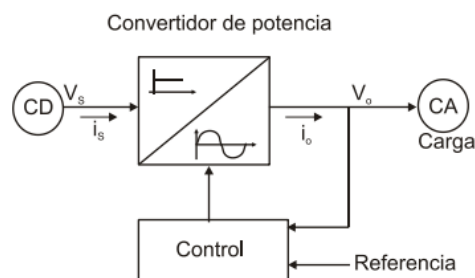 Convertidor de potencia
CD
Vs
is
io
Vo
CA
Carga
Control
Referencia